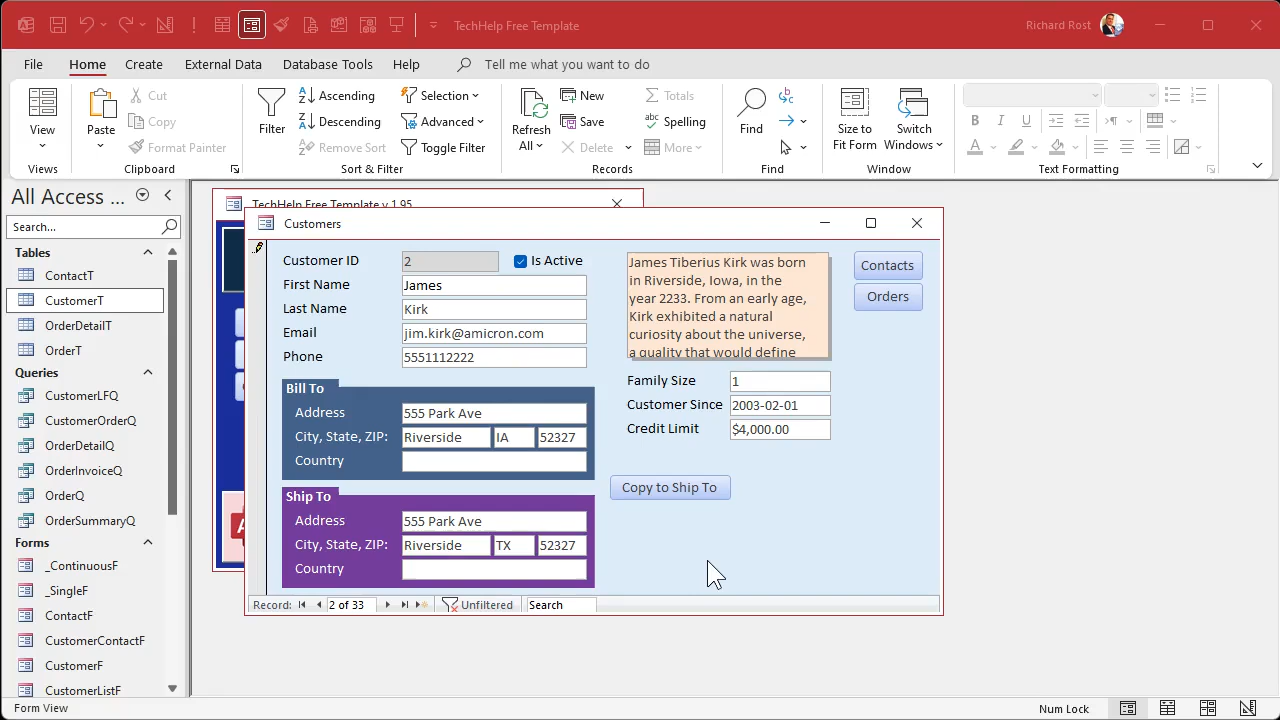 TechHelp Free Template
Richard Rost
File Home Create External Data Database Tools Help Tell me what you want to do
View
Views
Paste
Cut
Copy
Format Painter
Clipboard
Filter
Ascending
Descending
Remove Sort
Selection
Advanced
Toggle Filter
Sort & Filter
Refresh
All
New
Save
Delete
Totals
Spelling
More
Records
Find
Find
Size to
Fit Form
Switch
Windows
Window
B I U
Text Formatting
All Access ...
Search...
Tables
ContactT
CustomerT
OrderDetailT
OrderT
Queries
CustomerLFQ
CustomerOrderQ
OrderDetailQ
OrderInvoiceQ
OrderQ
OrderSummaryQ
Forms
_ContinuousF
_SingleF
ContactF
CustomerContactF
CustomerF
CustomerListF
TechHelp Free Template v 1.95
Customers
Customer ID 2 Is Active
First Name James
Last Name Kirk
Email jim.kirk@amicron.com
Phone 5551112222
Bill To
Address 555 Park Ave
City, State, ZIP: Riverside IA 52327
Country
Ship To
Address 555 Park Ave
City, State, ZIP: Riverside TX 52327
Country
James Tiberius Kirk was born
in Riverside, Iowa, in the
year 2233. From an early age,
Kirk exhibited a natural
curiosity about the universe,
a quality that would define
Family Size 1
Customer Since 2003-02-01
Credit Limit $4,000.00
Copy to Ship To
Contacts
Orders
Record: 2 of 33 Unfiltered Search
Form View
Num Lock